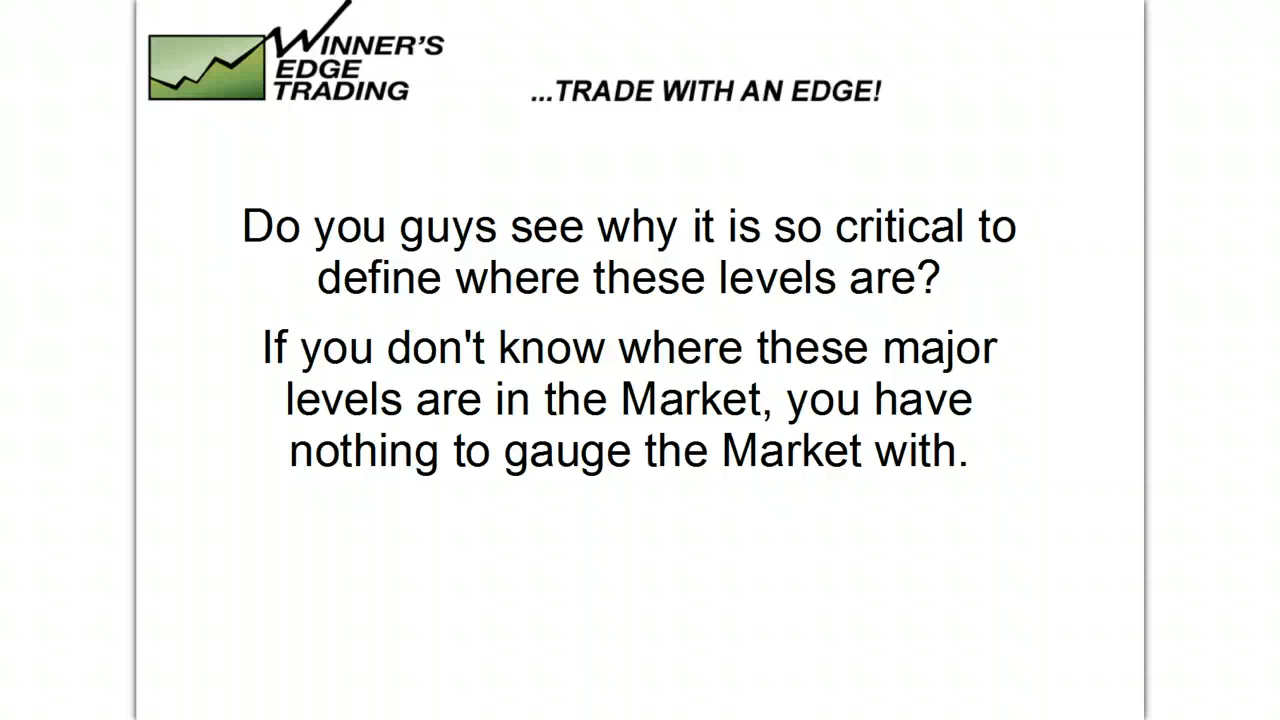 WINNER'S
EDGE
TRADING
...TRADE WITH AN EDGE!
Do you guys see why it is so critical to
define where these levels are?
If you don't know where these major
levels are in the Market, you have
nothing to gauge the Market with.